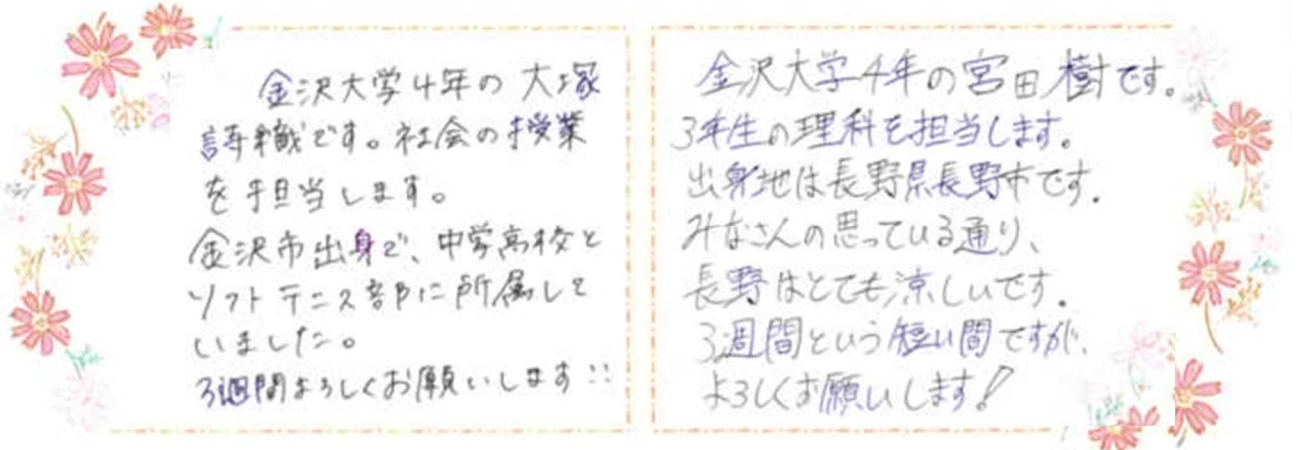 金沢大学4年の大塚
詩織です。社会の授業
を担当します。
金沢市出身で、中学高校と
ソフトテニス部に所属して
いました。
3週間よろしくお願いします!!
金沢大学4年の宮田樹です。
3年生の理科を担当します。
出身地は長野県長野市です。
みなさんの思っている通り、
長野はとても涼しいです。
3週間という短い間ですが、
よろしくお願いします!